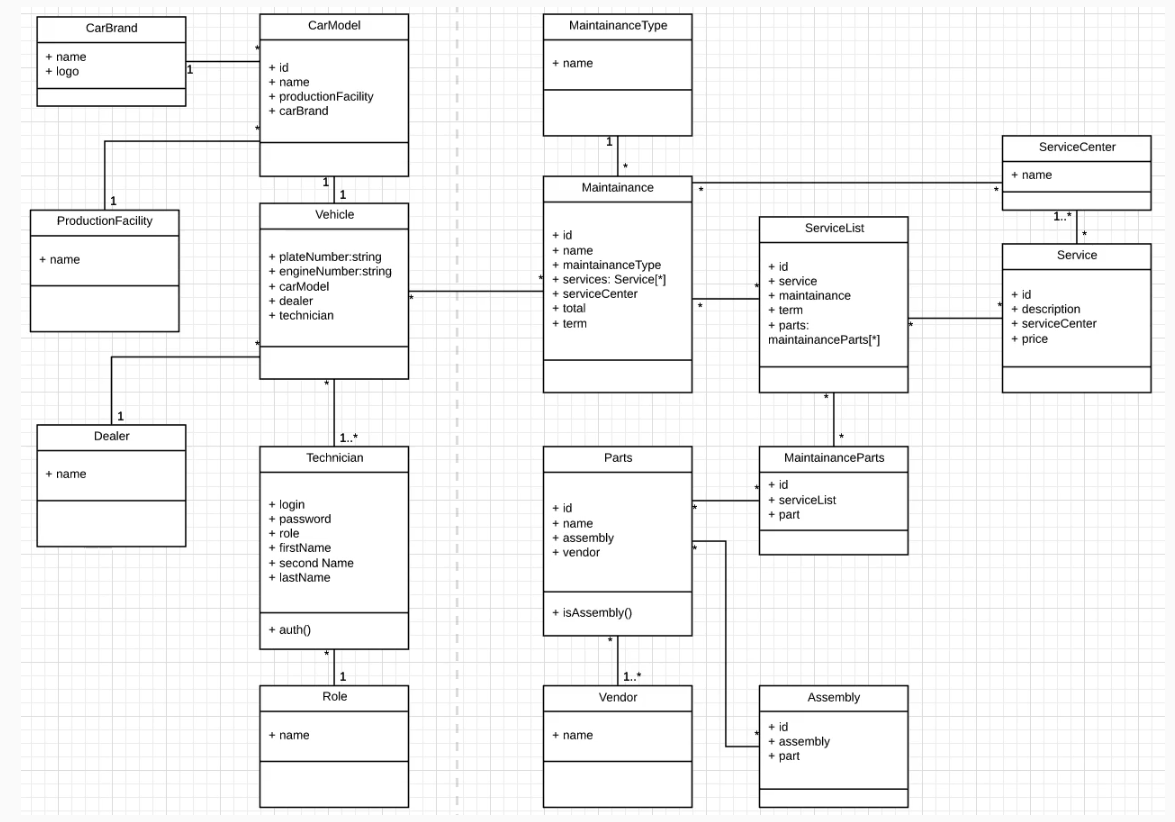 CarBrand
+ name
+ logo
1
*
CarModel
+ id
+ name
+ productionFacility
+ carBrand
*
1
ProductionFacility
+ name
1
1
Vehicle
+ plateNumber:string
+ engineNumber:string
+ carModel
+ dealer
+ technician
*
*
1
Dealer
+ name
*
1..*
Technician
+ login
+ password
+ role
+ firstName
+ second Name
+ lastName
+ auth()
*
1
Role
+ name
MaintainanceType
+ name
1
*
Maintainance
+ id
+ name
+ maintainanceType
+ services: Service[*]
+ serviceCenter
+ total
+ term
*
*
*
*
*
ServiceCenter
+ name
1..*
*
ServiceList
+ id
+ service
+ maintainance
+ term
+ parts:
maintainanceParts[*]
*
*
Service
+ id
+ description
+ serviceCenter
+ price
*
*
Parts
+ id
+ name
+ assembly
+ vendor
+ isAssembly()
*
*
*
MaintainanceParts
+ id
+ serviceList
+ part
*
1..*
Vendor
+ name
*
Assembly
+ id
+ assembly
+ part